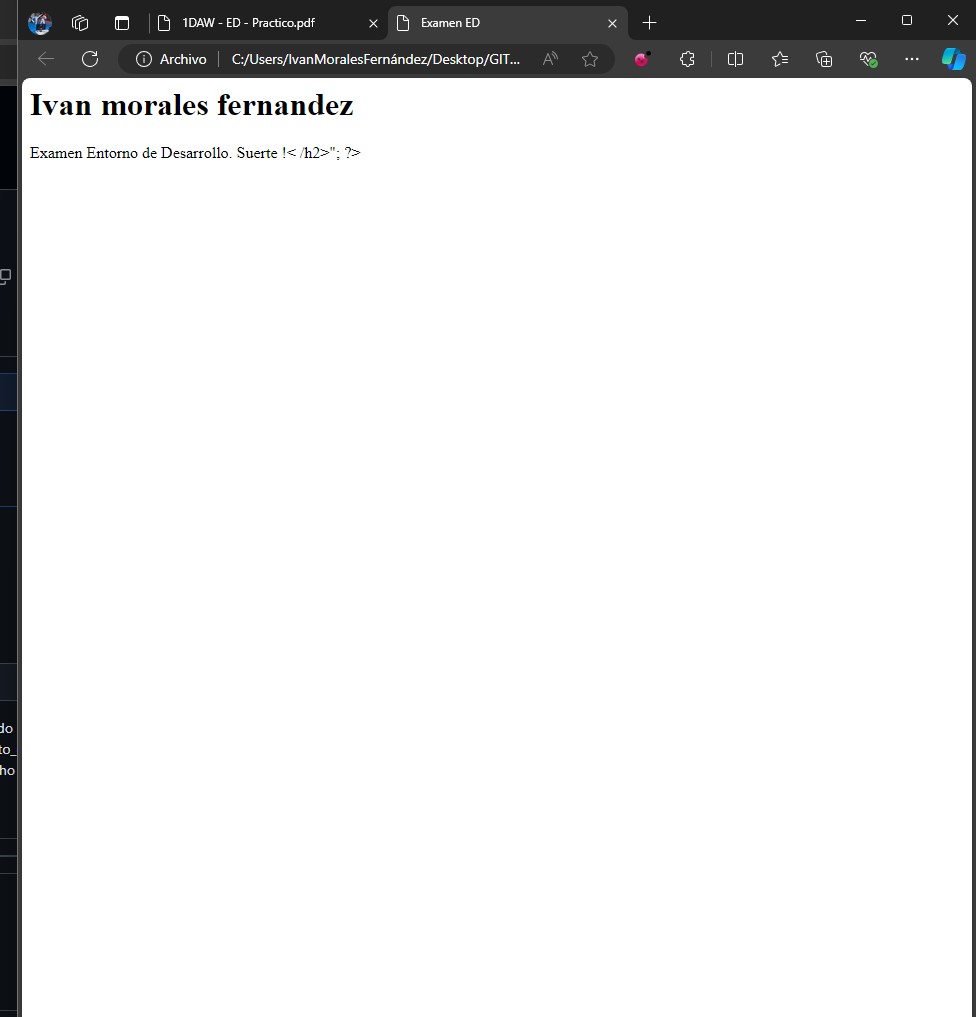 1DAW - ED - Practico.pdf
Examen ED
Archivo
C:/Users/IvanMoralesFernández/Desktop/GIT...
Ivan morales fernandez
Examen Entorno de Desarrollo. Suerte !< /h2>"; ?>
do
to_
ho